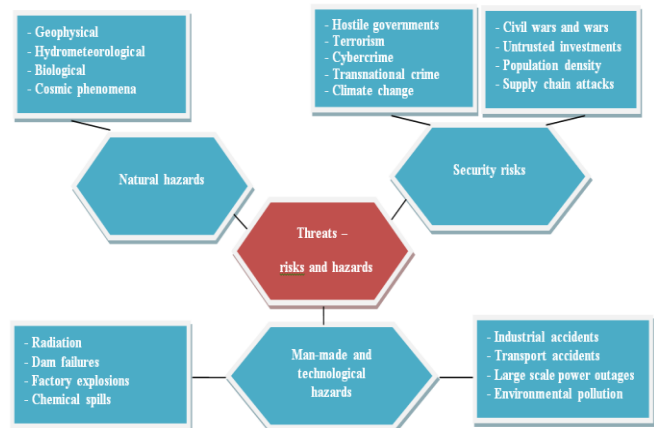 - Geophysical
- Hydrometeorological
- Biological
- Cosmic phenomena
- Hostile governments
- Terrorism
- Cybercrime
- Transnational crime
- Climate change
- Civil wars and wars
- Untrusted investments
- Population density
- Supply chain attacks
Natural hazards
Security risks
Threats –
risks and hazards
- Radiation
- Dam failures
- Factory explosions
- Chemical spills
Man-made and
technological
hazards
- Industrial accidents
- Transport accidents
- Large scale power outages
- Environmental pollution